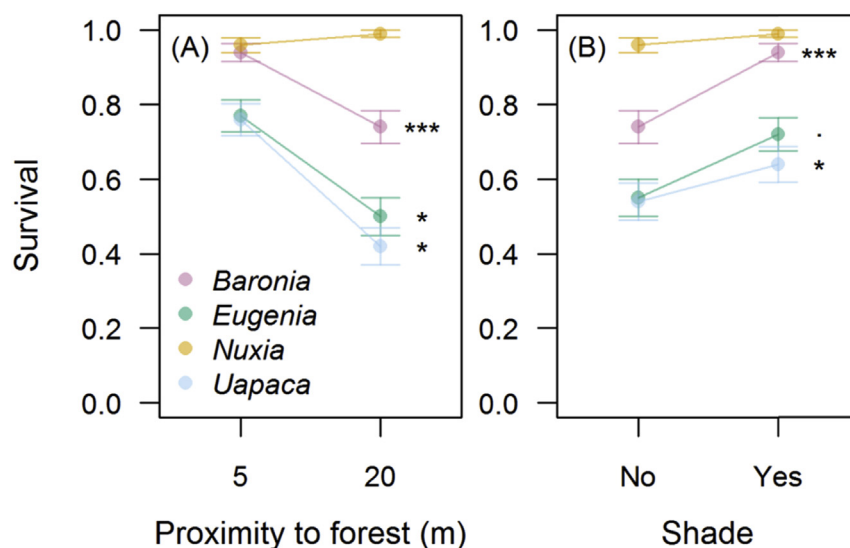 Survival
(A)
1.0
0.8
0.6
0.4
0.2
0.0
***
*
*
Baronia
Eugenia
Nuxia
Uapaca
5 20
Proximity to forest (m)
(B)
1.0
0.8
0.6
0.4
0.2
0.0
***
.
*
No Yes
Shade